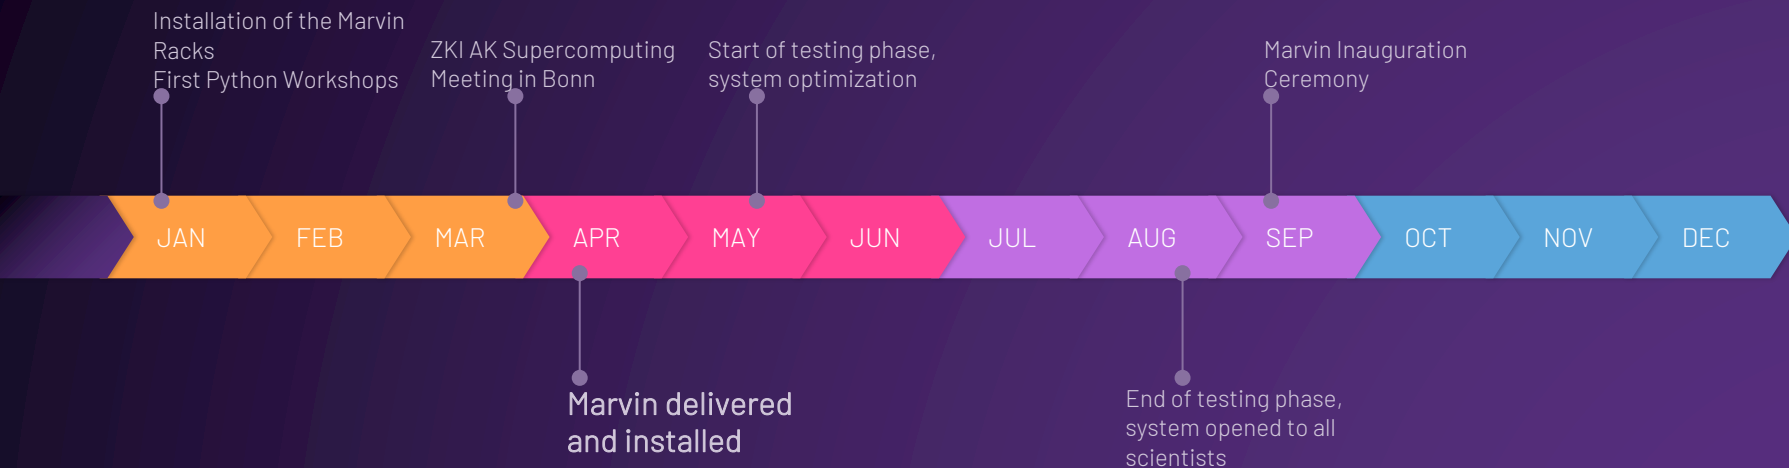 Installation of the Marvin
Racks
First Python Workshops
ZKI AK Supercomputing
Meeting in Bonn
Start of testing phase,
system optimization
Marvin Inauguration
Ceremony
JAN
FEB
MAR
APR
MAY
JUN
JUL
AUG
SEP
OCT
NOV
DEC
Marvin delivered
and installed
End of testing phase,
system opened to all
scientists